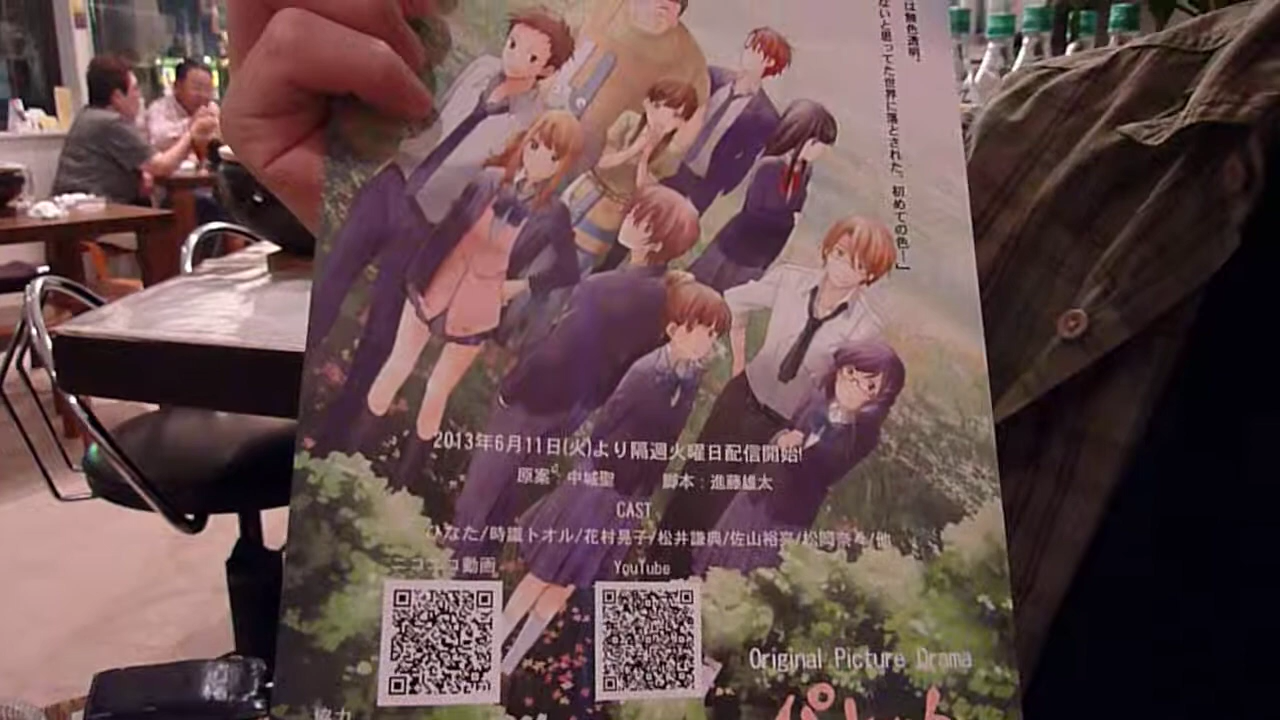 は無色透明。
ないと思ってた世界に落とされた、初めての色―」
2013年6月11日(火)より隔週火曜日配信開始!
原案：中城聖 脚本：進藤雄太
CAST
ひなた/時識トオル/花村晃子/松井謙典/佐山裕亮/松岡奈々/他
ニコニコ動画 YouTube
Original Picture Drama
協力